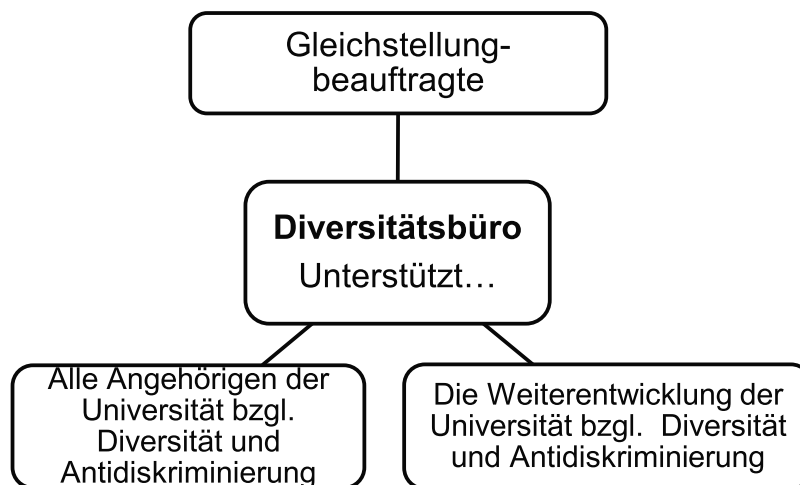 Gleichstellung-
beauftragte
Diversitätsbüro
Unterstützt…
Alle Angehörigen der
Universität bzgl.
Diversität und
Antidiskriminierung
Die Weiterentwicklung der
Universität bzgl.  Diversität
und Antidiskriminierung